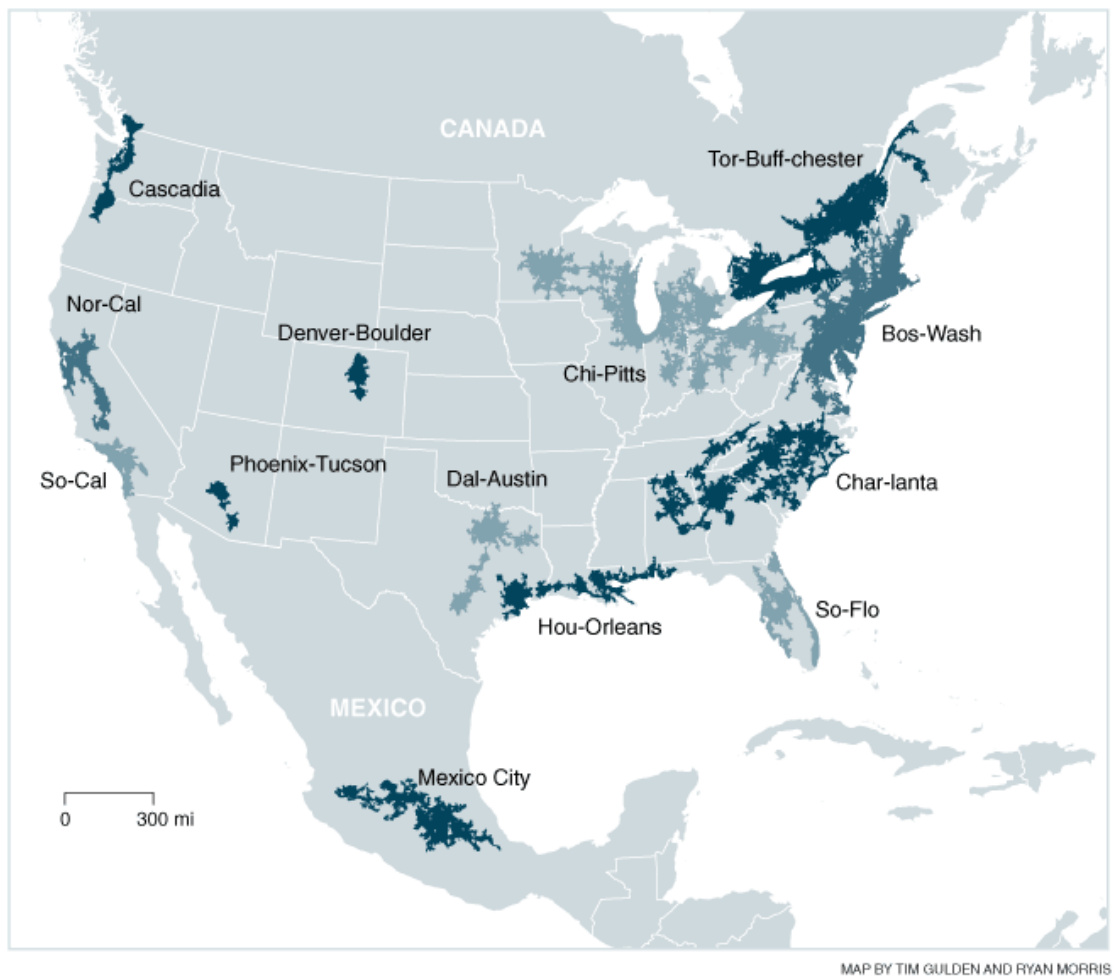 CANADA
Tor-Buff-chester
Cascadia
Nor-Cal
Denver-Boulder
Bos-Wash
Chi-Pitts
Phoenix-Tucson
So-Cal
Dal-Austin
Char-lanta
So-Flo
Hou-Orleans
MEXICO
Mexico City
0 300 mi
MAP BY TIM GULDEN AND RYAN MORRIS